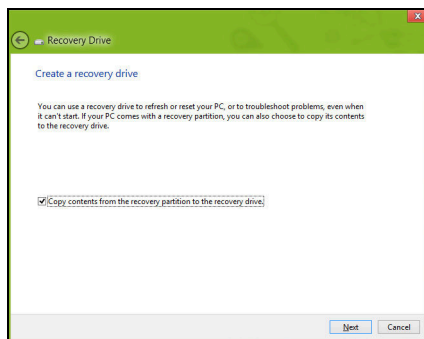 Recovery Drive
Create a recovery drive
You can use a recovery drive to refresh or reset your PC, or to troubleshoot problems, even when
it can't start. If your PC comes with a recovery partition, you can also choose to copy its contents
to the recovery drive.
Copy contents from the recovery partition to the recovery drive.
Next Cancel